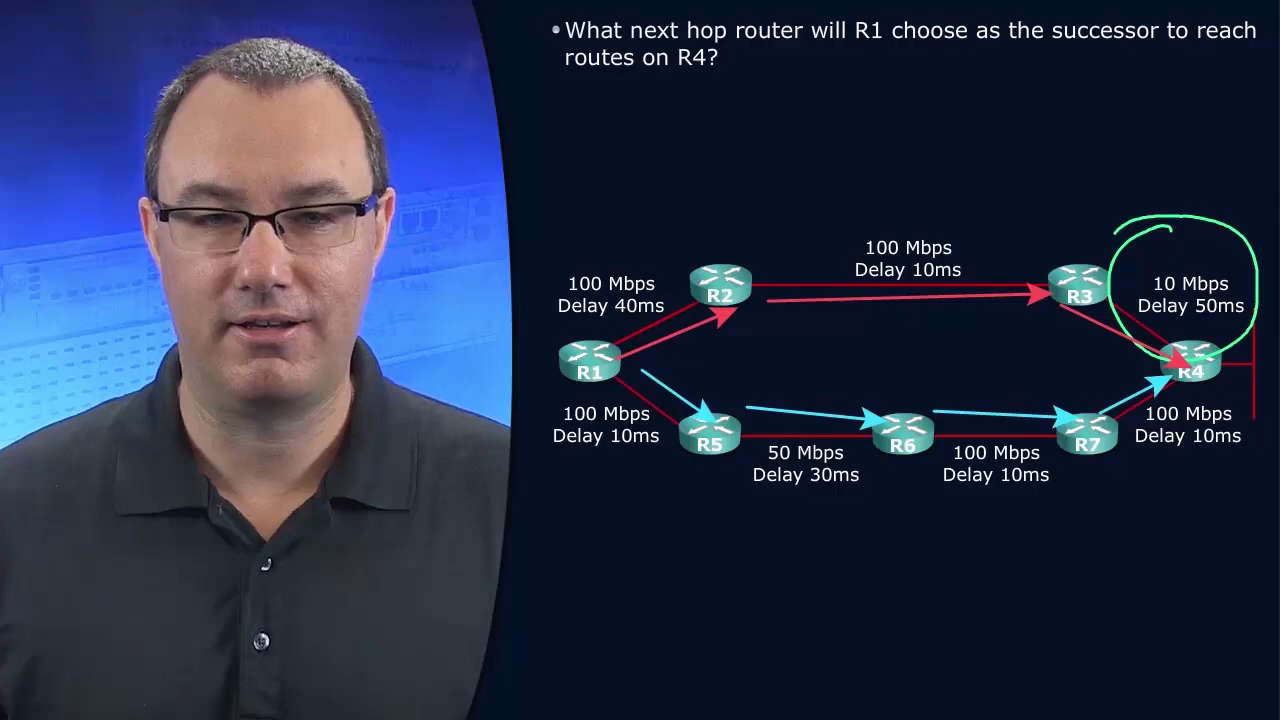 • What next hop router will R1 choose as the successor to reach
routes on R4?
100 Mbps
Delay 10ms
100 Mbps
Delay 40ms
10 Mbps
Delay 50ms
R2
R3
R1
R4
100 Mbps
Delay 10ms
100 Mbps
Delay 10ms
R5
R6
R7
50 Mbps
Delay 30ms
100 Mbps
Delay 10ms